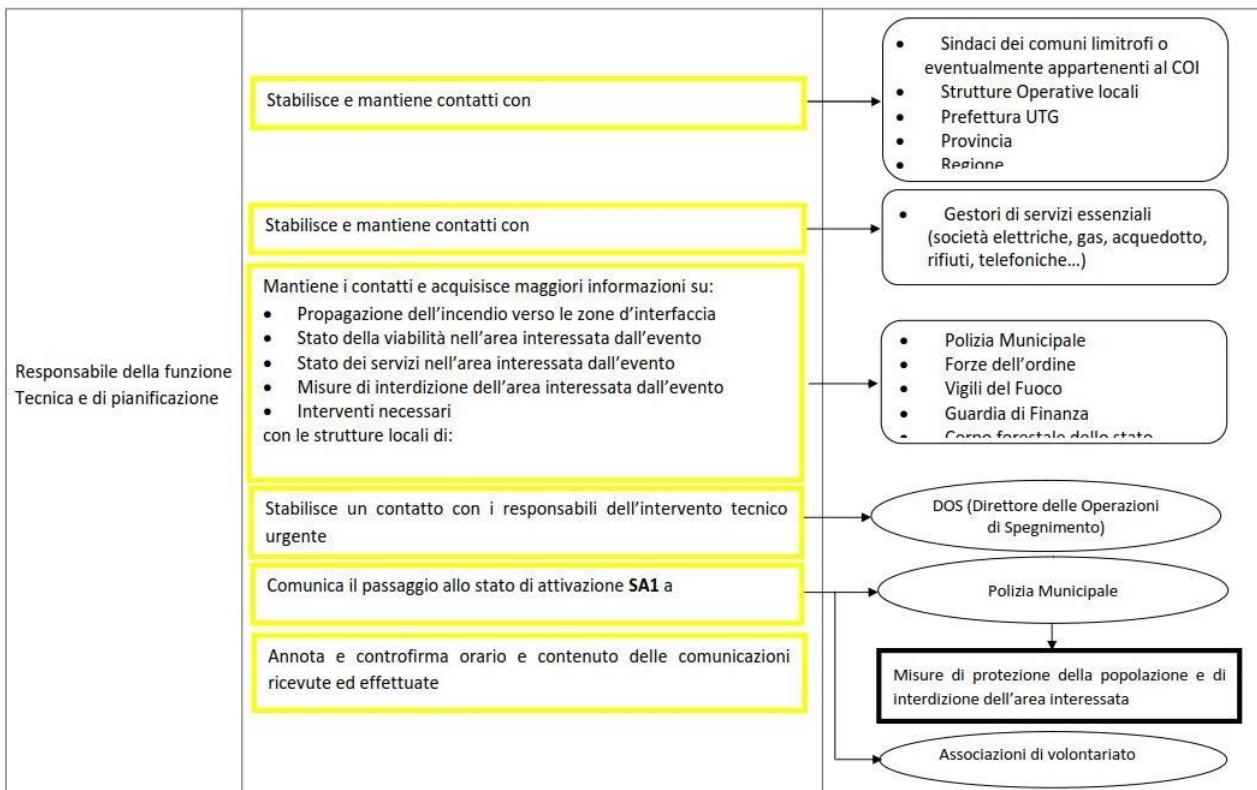 Responsabile della funzione
Tecnica e di pianificazione
Stabilisce e mantiene contatti con
• Sindaci dei comuni limitrofi o
eventualmente appartenenti al COI
• Strutture Operative locali
• Prefettura UTG
• Provincia
• Regione
Stabilisce e mantiene contatti con
• Gestori di servizi essenziali
(società elettriche, gas, acquedotto,
rifiuti, telefoniche…)
Mantiene i contatti e acquisisce maggiori informazioni su:
• Propagazione dell'incendio verso le zone d'interfaccia
• Stato della viabilità nell'area interessata dall'evento
• Stato dei servizi nell'area interessata dall'evento
• Misure di interdizione dell'area interessata dall'evento
• Interventi necessari
con le strutture locali di:
• Polizia Municipale
• Forze dell'ordine
• Vigili del Fuoco
• Guardia di Finanza
• Corpo forestale dello stato
Stabilisce un contatto con i responsabili dell'intervento tecnico
urgente
DOS (Direttore delle Operazioni
di Spegnimento)
Comunica il passaggio allo stato di attivazione SA1 a
Polizia Municipale
Annota e controfirma orario e contenuto delle comunicazioni
ricevute ed effettuate
Misure di protezione della popolazione e di
interdizione dell'area interessata
Associazioni di volontariato